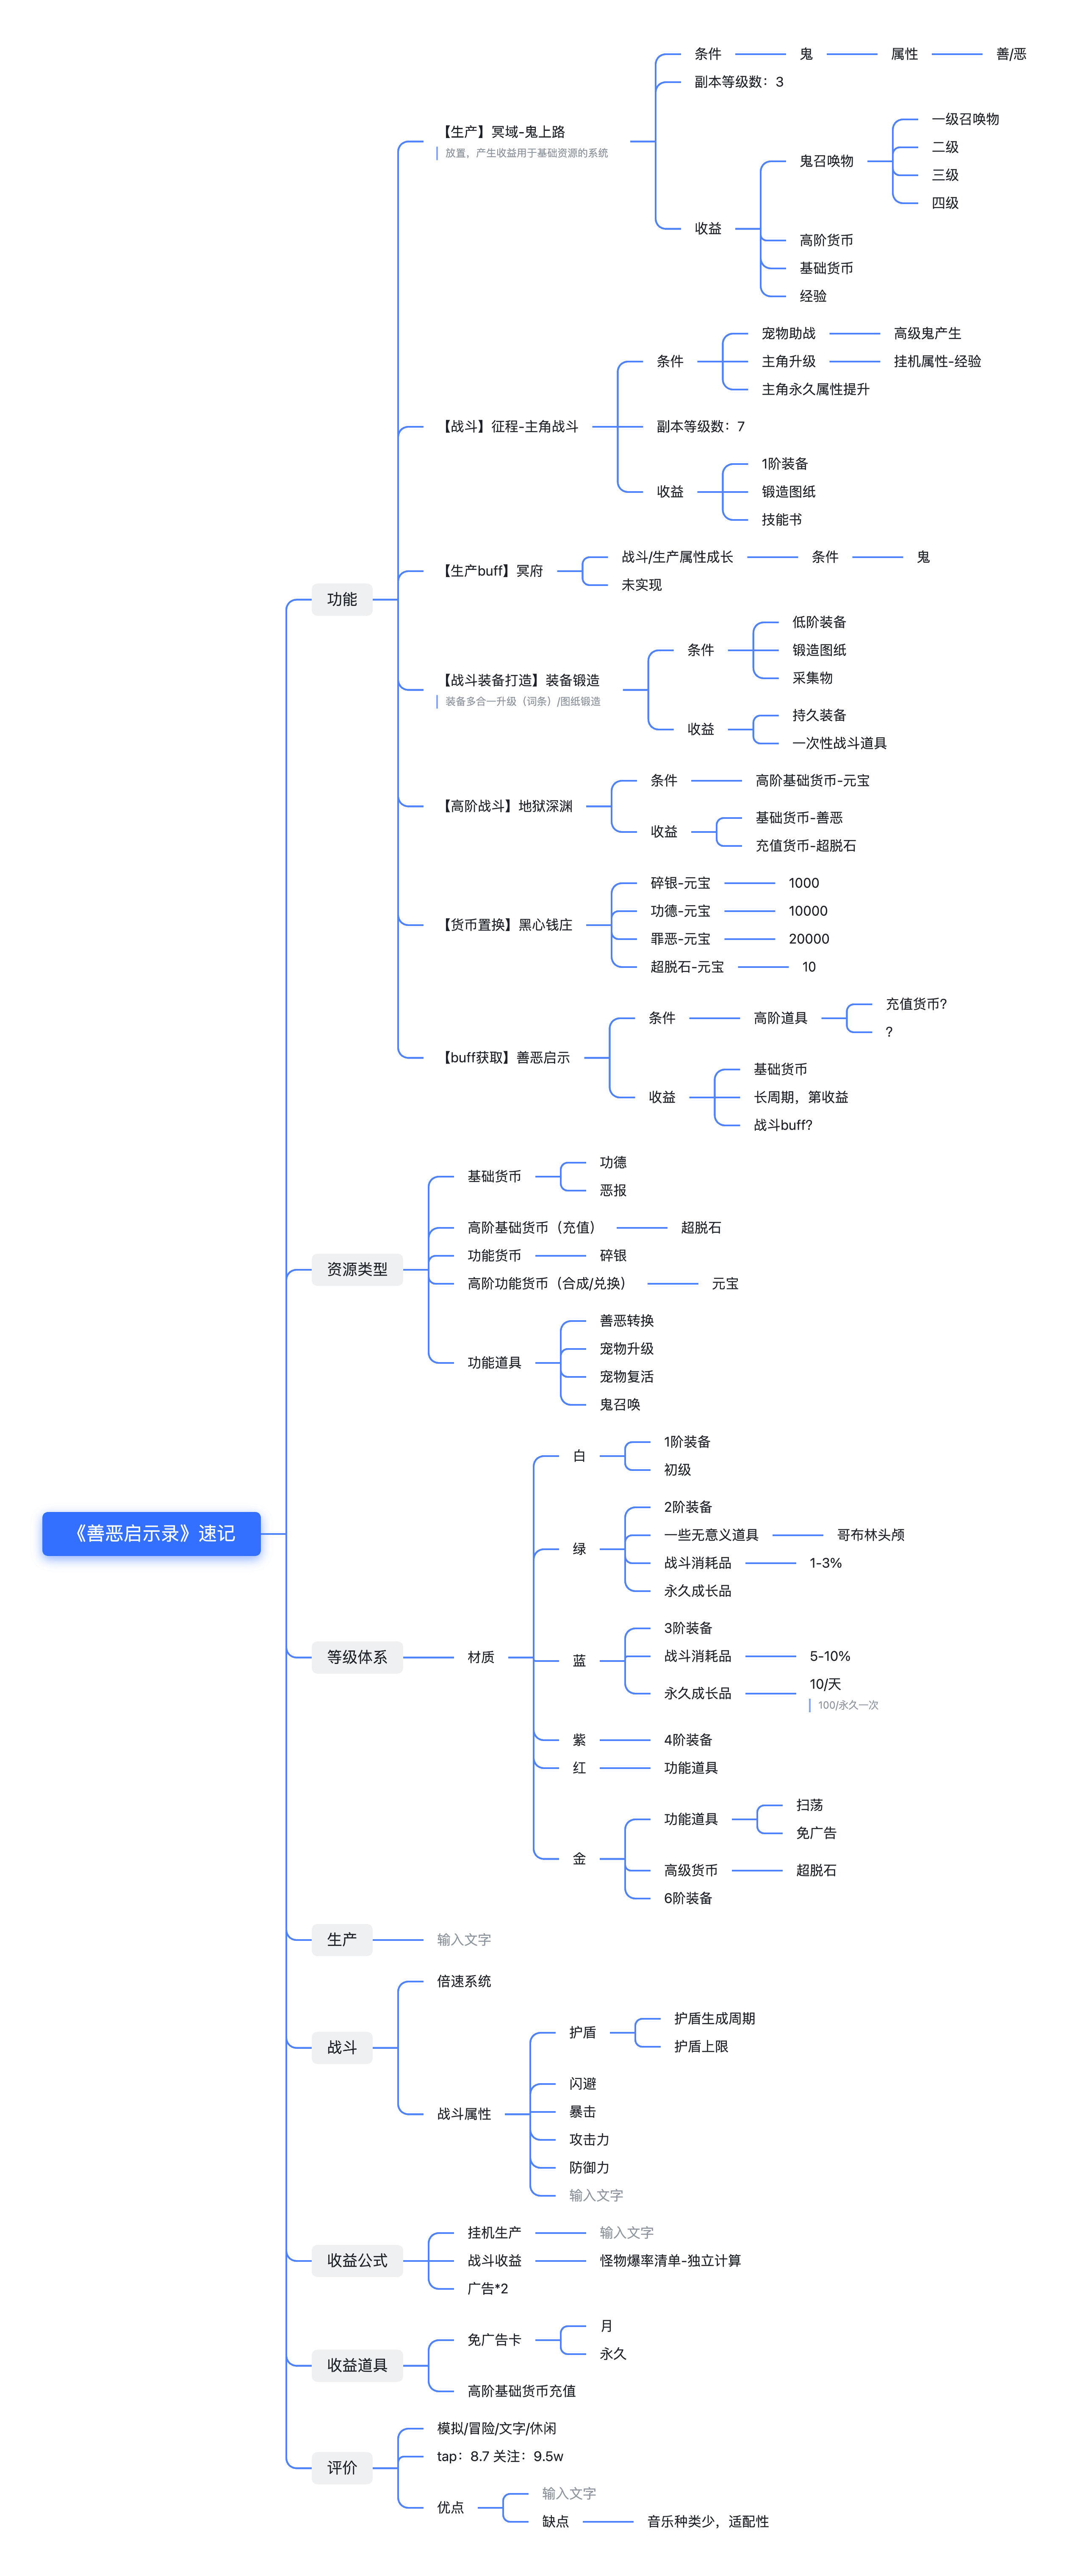 《善恶启示录》速记
功能
【生产】冥域-鬼上路
放置，产生收益用于基础资源的系统
条件
鬼
属性
善/恶
副本等级数：3
收益
鬼召唤物
一级召唤物
二级
三级
四级
高阶货币
基础货币
经验
【战斗】征程-主角战斗
条件
宠物助战
高级鬼产生
主角升级
挂机属性-经验
主角永久属性提升
副本等级数：7
收益
1阶装备
锻造图纸
技能书
【生产buff】冥府
战斗/生产属性成长
条件
鬼
未实现
【战斗装备打造】装备锻造
装备多合一升级（词条）/图纸锻造
条件
低阶装备
锻造图纸
采集物
收益
持久装备
一次性战斗道具
【高阶战斗】地狱深渊
条件
高阶基础货币-元宝
收益
基础货币-善恶
充值货币-超脱石
【货币置换】黑心钱庄
碎银-元宝
1000
功德-元宝
10000
罪恶-元宝
20000
超脱石-元宝
10
【buff获取】善恶启示
条件
高阶道具
充值货币?
?
收益
基础货币
长周期，第收益
战斗buff?
资源类型
基础货币
功德
恶报
高阶基础货币（充值）
超脱石
功能货币
碎银
高阶功能货币（合成/兑换）
元宝
功能道具
善恶转换
宠物升级
宠物复活
鬼召唤
等级体系
材质
白
1阶装备
初级
绿
2阶装备
一些无意义道具
哥布林头颅
战斗消耗品
1-3%
永久成长品
蓝
3阶装备
战斗消耗品
5-10%
永久成长品
10/天
100/永久一次
紫
4阶装备
红
功能道具
金
功能道具
扫荡
免广告
高级货币
超脱石
6阶装备
生产
输入文字
战斗
倍速系统
战斗属性
护盾
护盾生成周期
护盾上限
闪避
暴击
攻击力
防御力
输入文字
收益公式
挂机生产
输入文字
战斗收益
怪物爆率清单-独立计算
广告*2
收益道具
免广告卡
月
永久
高阶基础货币充值
评价
模拟/冒险/文字/休闲
tap：8.7 关注：9.5w
优点
输入文字
缺点
音乐种类少，适配性